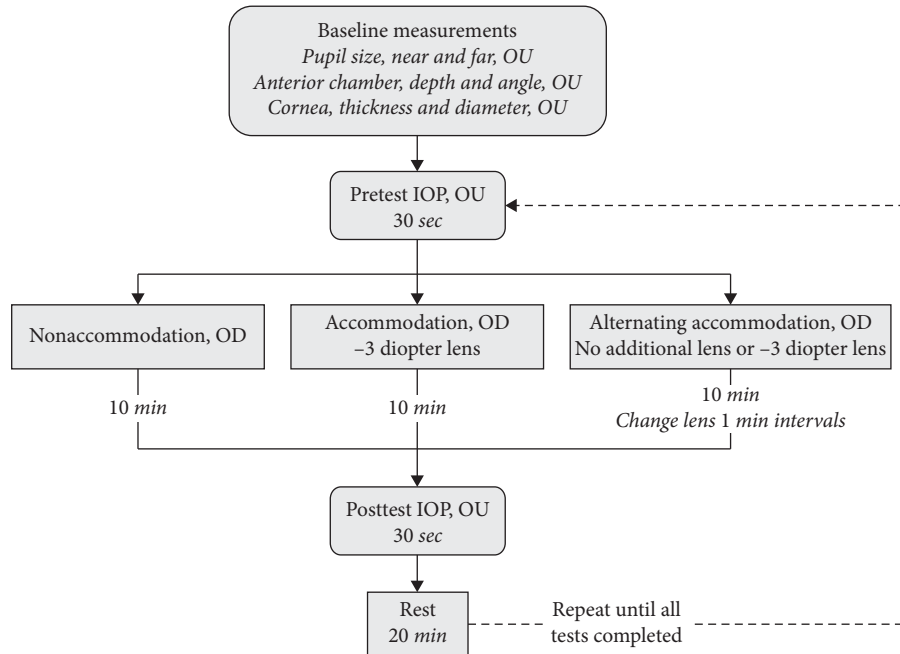 Baseline measurements
Pupil size, near and far, OU
Anterior chamber, depth and angle, OU
Cornea, thickness and diameter, OU
Pretest IOP, OU
30 sec
Nonaccommodation, OD
Accommodation, OD
–3 diopter lens
Alternating accommodation, OD
No additional lens or –3 diopter lens
10 min
10 min
10 min
Change lens 1 min intervals
Posttest IOP, OU
30 sec
Rest
20 min
Repeat until all
tests completed